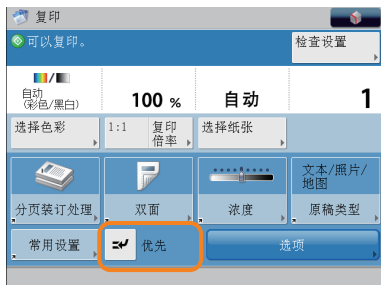 复印
可以复印。
检查设置
自动
(彩色/黑白)
100 %
自动
1
选择色彩
1:1
复印
倍率
选择纸张
分页装订处理
双面
浓度
文本/照片/
地图
原稿类型
常用设置
优先
选项